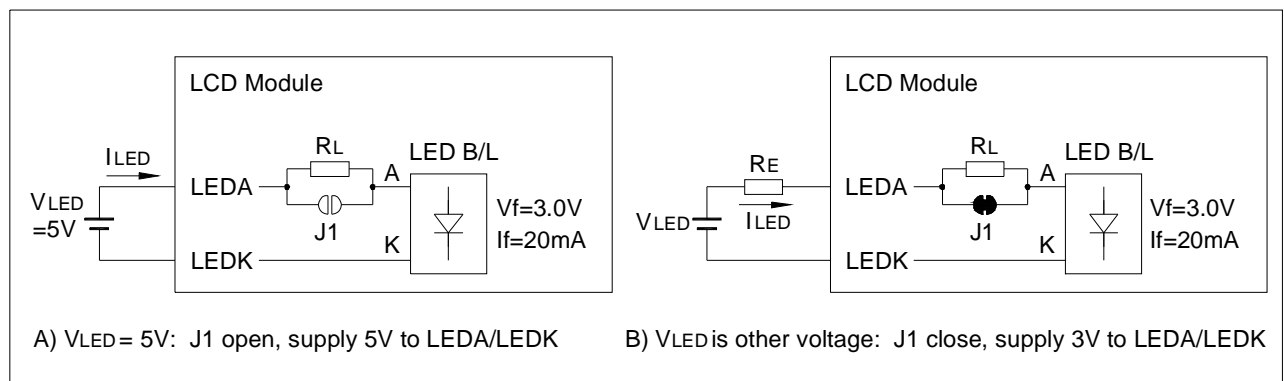 LCD Module
RL
LED B/L
ILED
A
LEDA
VLED
=5V
Vf=3.0V
If=20mA
J1
K
LEDK
A) VLED = 5V: J1 open, supply 5V to LEDA/LEDK
LCD Module
RL
LED B/L
RE
A
LEDA
VLED
ILED
Vf=3.0V
If=20mA
J1
K
LEDK
B) VLED is other voltage: J1 close, supply 3V to LEDA/LEDK